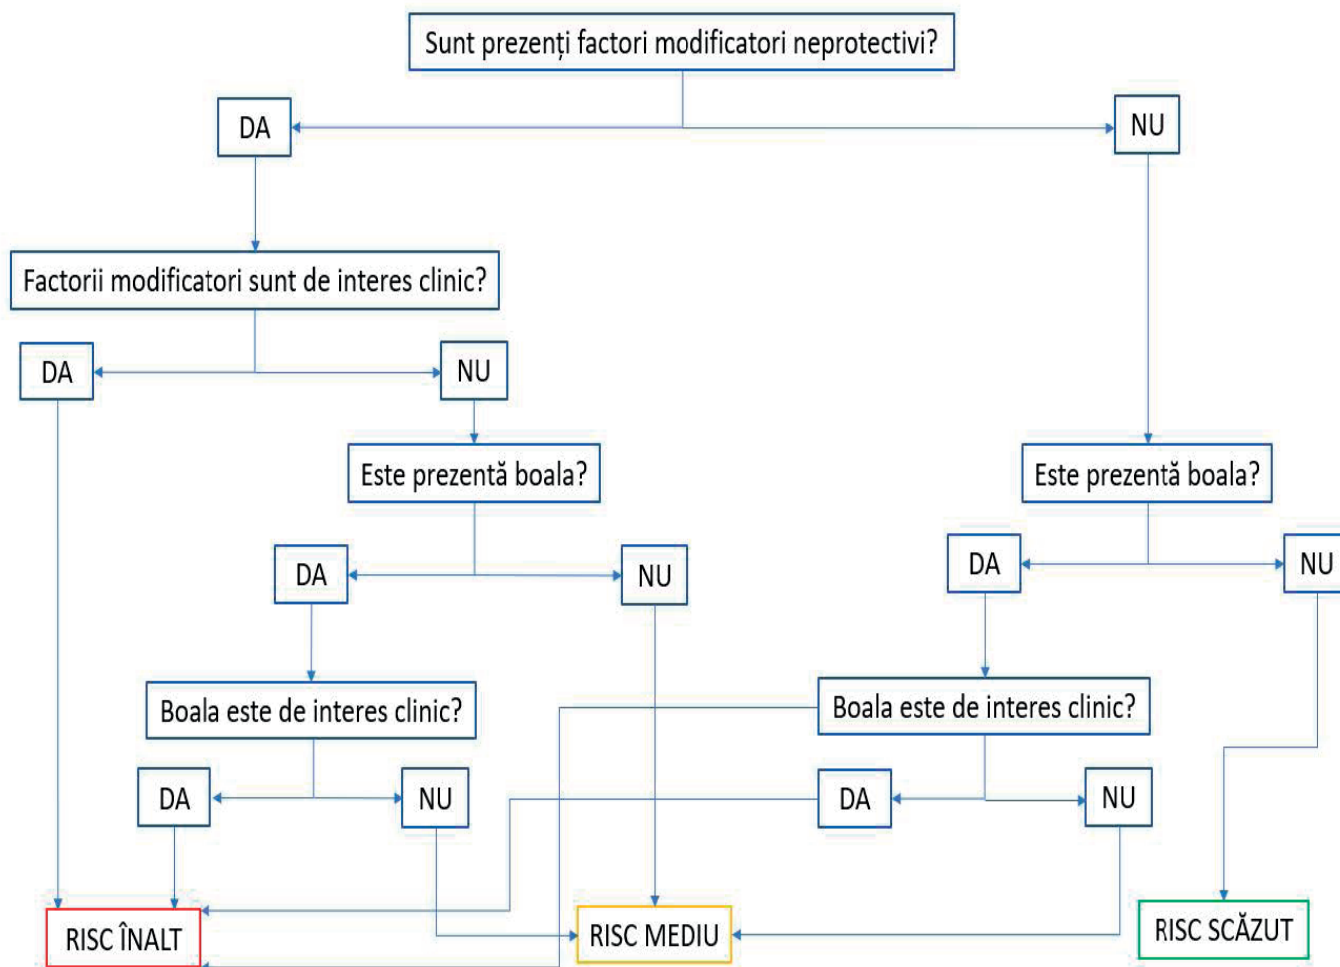 Sunt prezenți factori modificatori neprotectivi?
DA
NU
Factorii modificatori sunt de interes clinic?
DA
NU
Este prezentă boala?
Este prezentă boala?
DA
NU
DA
NU
Boala este de interes clinic?
Boala este de interes clinic?
DA
NU
DA
NU
RISC ÎNALT
RISC MEDIU
RISC SCĂZUT